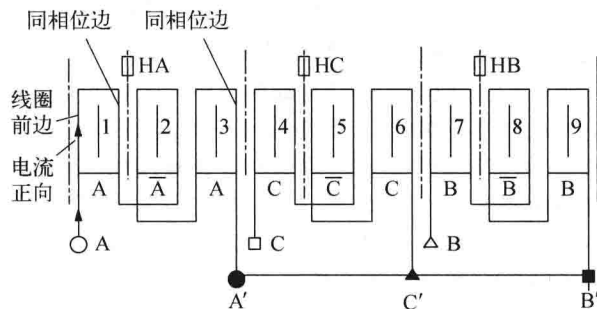 同相位边 同相位边
HA HC HB
线圈
前边
1 2 3 4 5 6 7 8 9
电流
正向
A A̅ A C C̅ C B B̅ B
A C B
A′ C′ B′